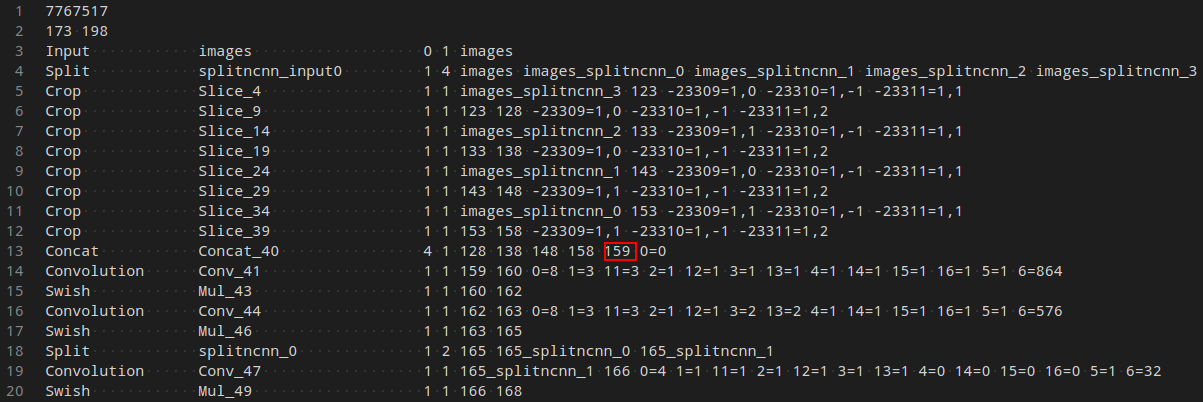 1 7767517
2 173 198
3 Input images 0 1 images
4 Split splitncnn_input0 1 4 images images_splitncnn_0 images_splitncnn_1 images_splitncnn_2 images_splitncnn_3
5 Crop Slice_4 1 1 images_splitncnn_3 123 -23309=1,0 -23310=1,-1 -23311=1,1
6 Crop Slice_9 1 1 123 128 -23309=1,0 -23310=1,-1 -23311=1,2
7 Crop Slice_14 1 1 images_splitncnn_2 133 -23309=1,1 -23310=1,-1 -23311=1,1
8 Crop Slice_19 1 1 133 138 -23309=1,0 -23310=1,-1 -23311=1,2
9 Crop Slice_24 1 1 images_splitncnn_1 143 -23309=1,0 -23310=1,-1 -23311=1,1
10 Crop Slice_29 1 1 143 148 -23309=1,1 -23310=1,-1 -23311=1,2
11 Crop Slice_34 1 1 images_splitncnn_0 153 -23309=1,1 -23310=1,-1 -23311=1,1
12 Crop Slice_39 1 1 153 158 -23309=1,1 -23310=1,-1 -23311=1,2
13 Concat Concat_40 4 1 128 138 148 158 159 0=0
14 Convolution Conv_41 1 1 159 160 0=8 1=3 11=3 2=1 12=1 3=1 13=1 4=1 14=1 15=1 16=1 5=1 6=864
15 Swish Mul_43 1 1 160 162
16 Convolution Conv_44 1 1 162 163 0=8 1=3 11=3 2=1 12=1 3=2 13=2 4=1 14=1 15=1 16=1 5=1 6=576
17 Swish Mul_46 1 1 163 165
18 Split splitncnn_0 1 2 165 165_splitncnn_0 165_splitncnn_1
19 Convolution Conv_47 1 1 165_splitncnn_1 166 0=4 1=1 11=1 2=1 12=1 3=1 13=1 4=0 14=0 15=0 16=0 5=1 6=32
20 Swish Mul_49 1 1 166 168